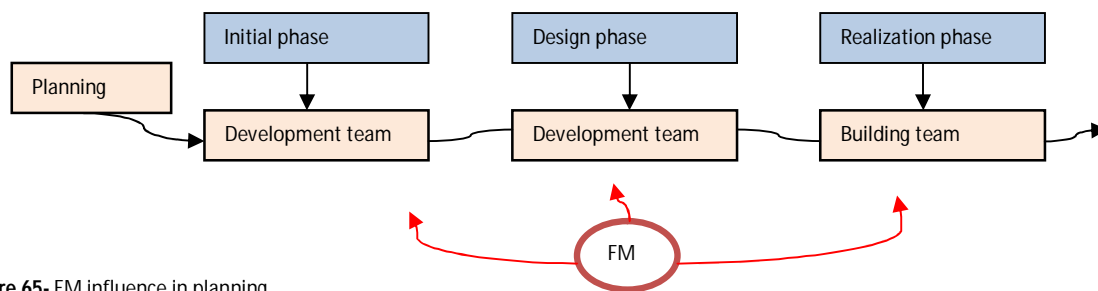 Initial phase
Design phase
Realization phase
Planning
Development team
Development team
Building team
FM
re 65- FM influence in planning